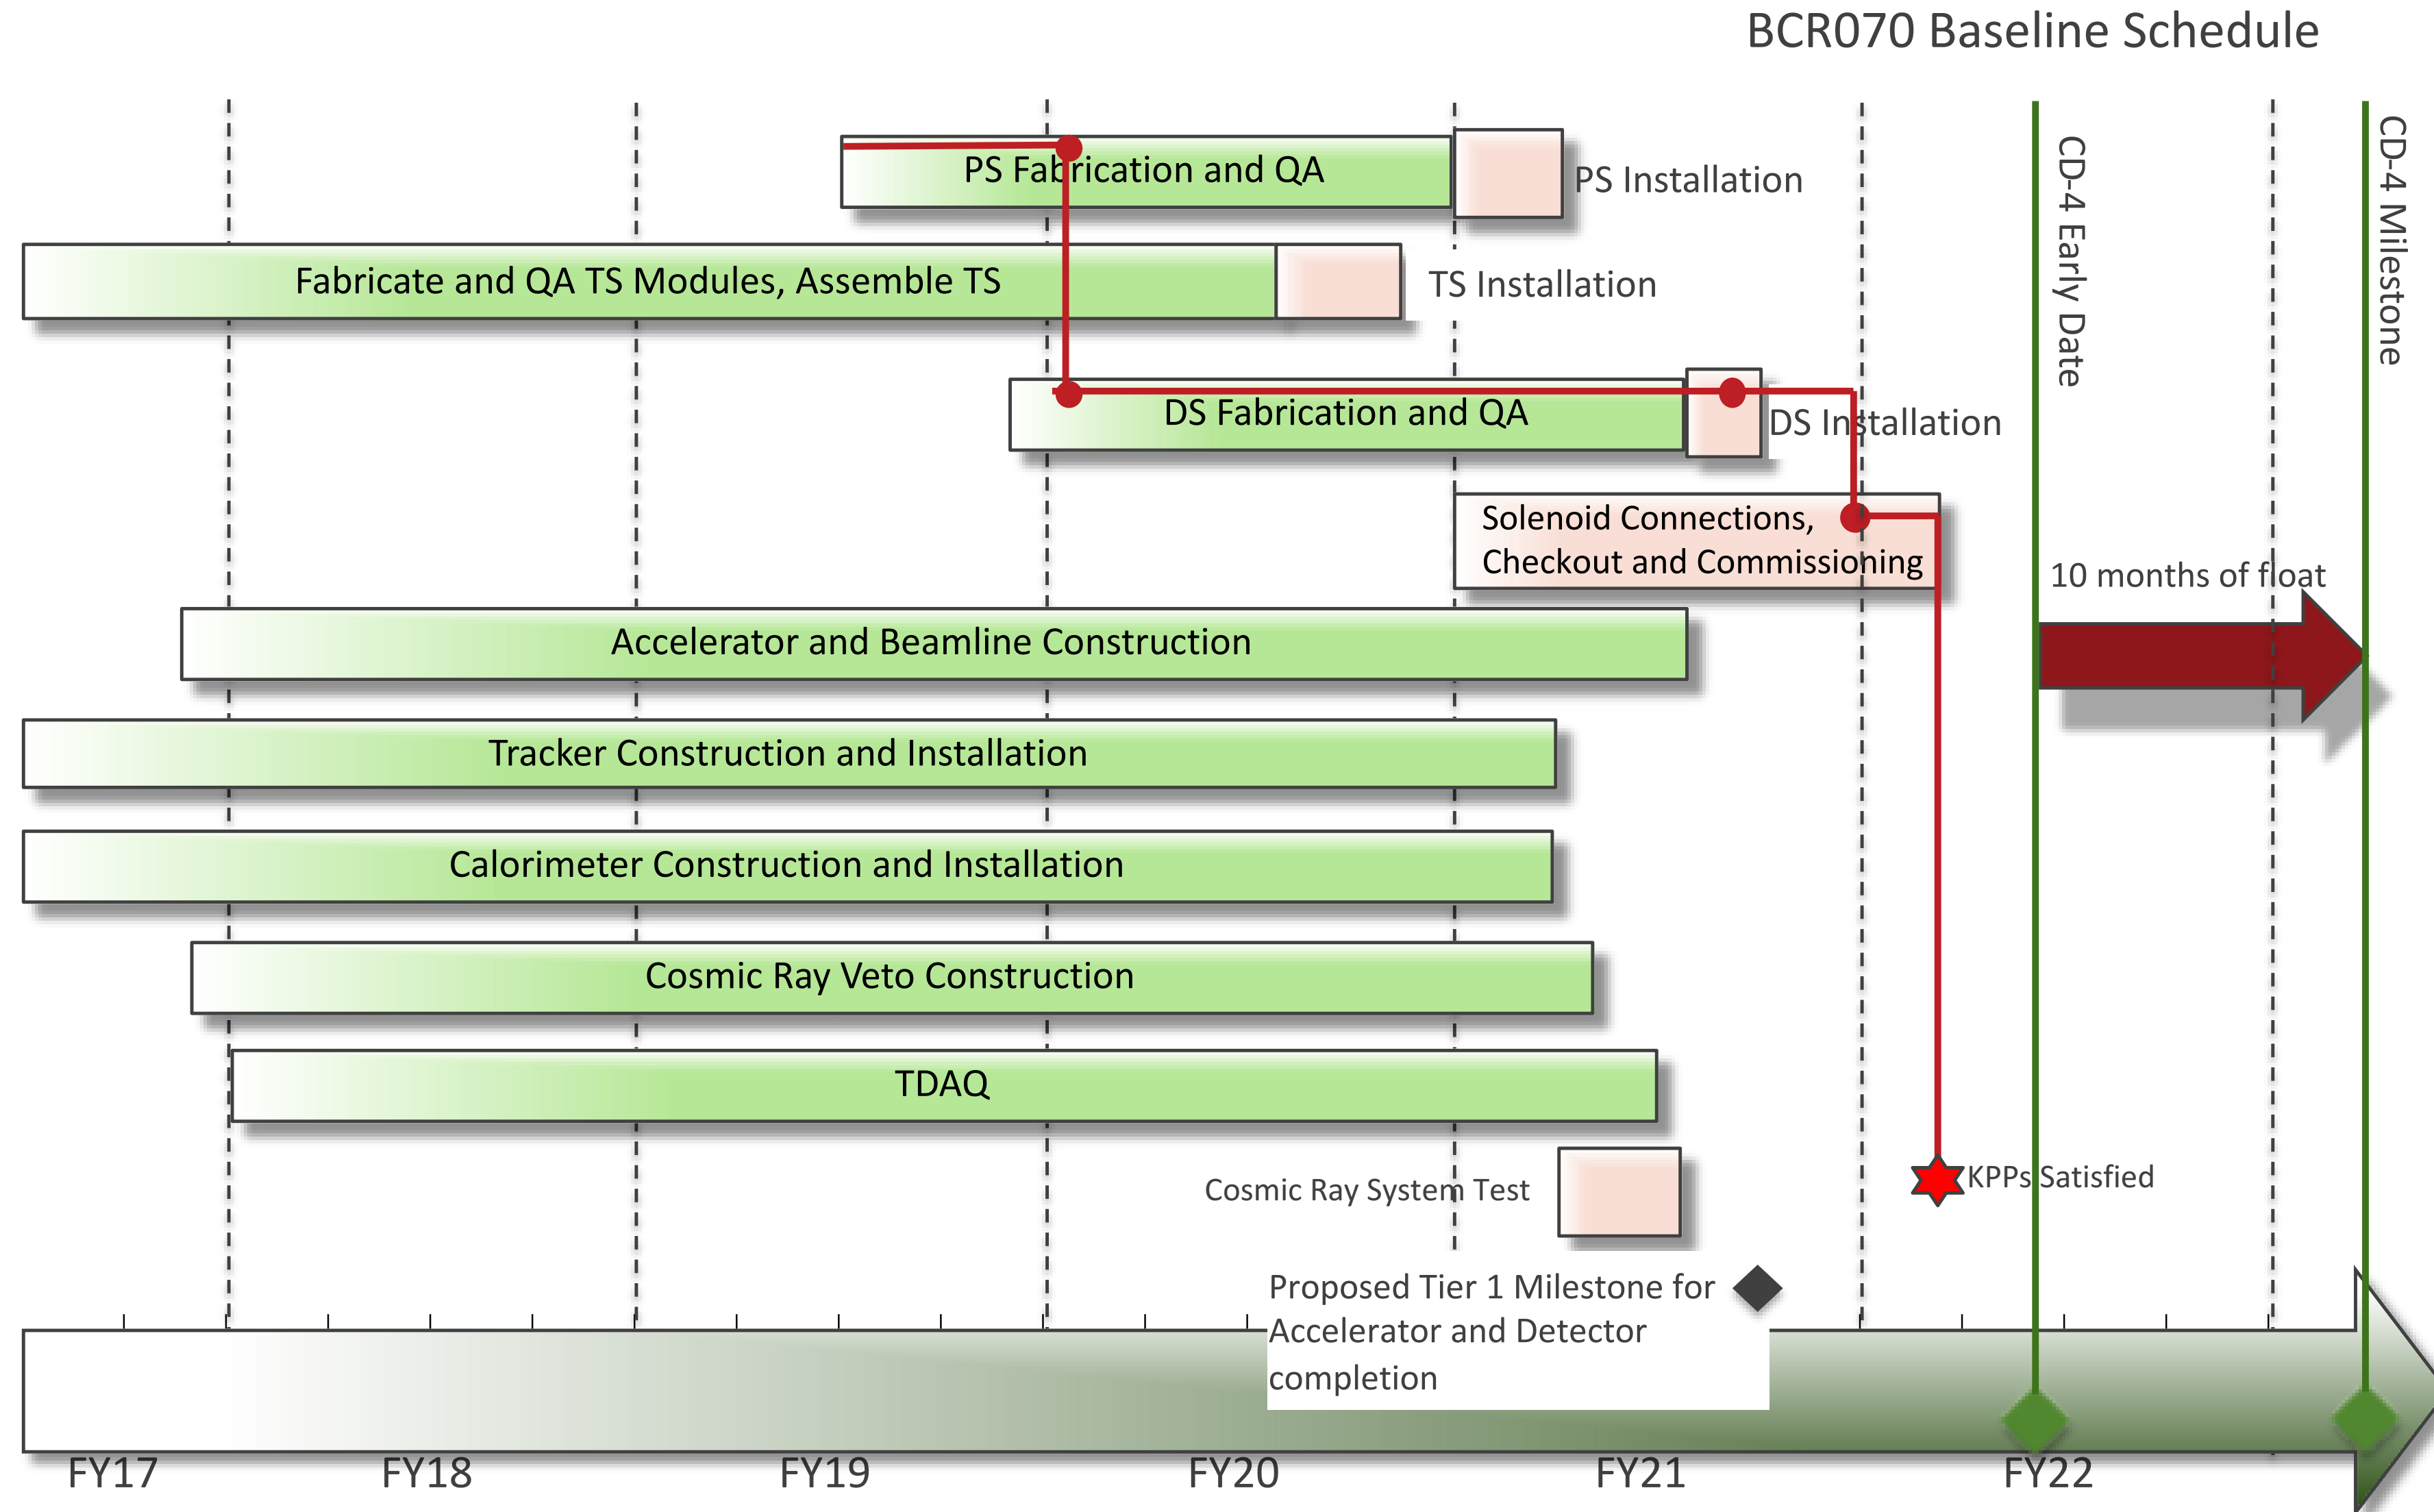 BCR070 Baseline Schedule
CD-4 Early Date
CD-4 Milestone
PS Fabrication and QA
PS Installation
Fabricate and QA TS Modules, Assemble TS
TS Installation
DS Fabrication and QA
DS Installation
Solenoid Connections,
Checkout and Commissioning
10 months of float
Accelerator and Beamline Construction
Tracker Construction and Installation
Calorimeter Construction and Installation
Cosmic Ray Veto Construction
TDAQ
Cosmic Ray System Test
KPPs Satisfied
Proposed Tier 1 Milestone for
Accelerator and Detector
completion
FY17
FY18
FY19
FY20
FY21
FY22